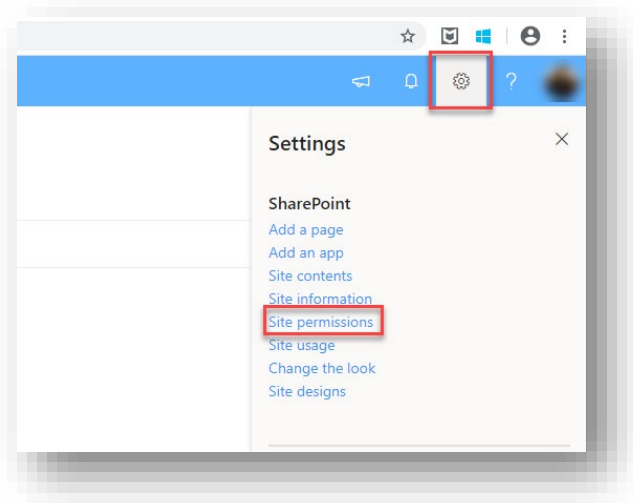 ?
Settings
SharePoint
Add a page
Add an app
Site contents
Site information
Site permissions
Site usage
Change the look
Site designs